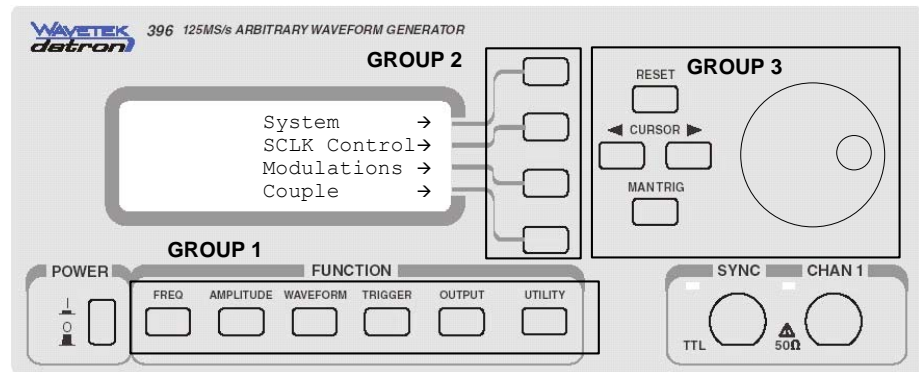 WAVETEK
datron
396 125MS/s ARBITRARY WAVEFORM GENERATOR
GROUP 2
GROUP 3
RESET
◄ CURSOR ►
MAN TRIG
System →
SCLK Control→
Modulations →
Couple →
GROUP 1
POWER
I
O
FUNCTION
FREQ AMPLITUDE WAVEFORM TRIGGER OUTPUT UTILITY
SYNC CHAN 1
TTL 50Ω